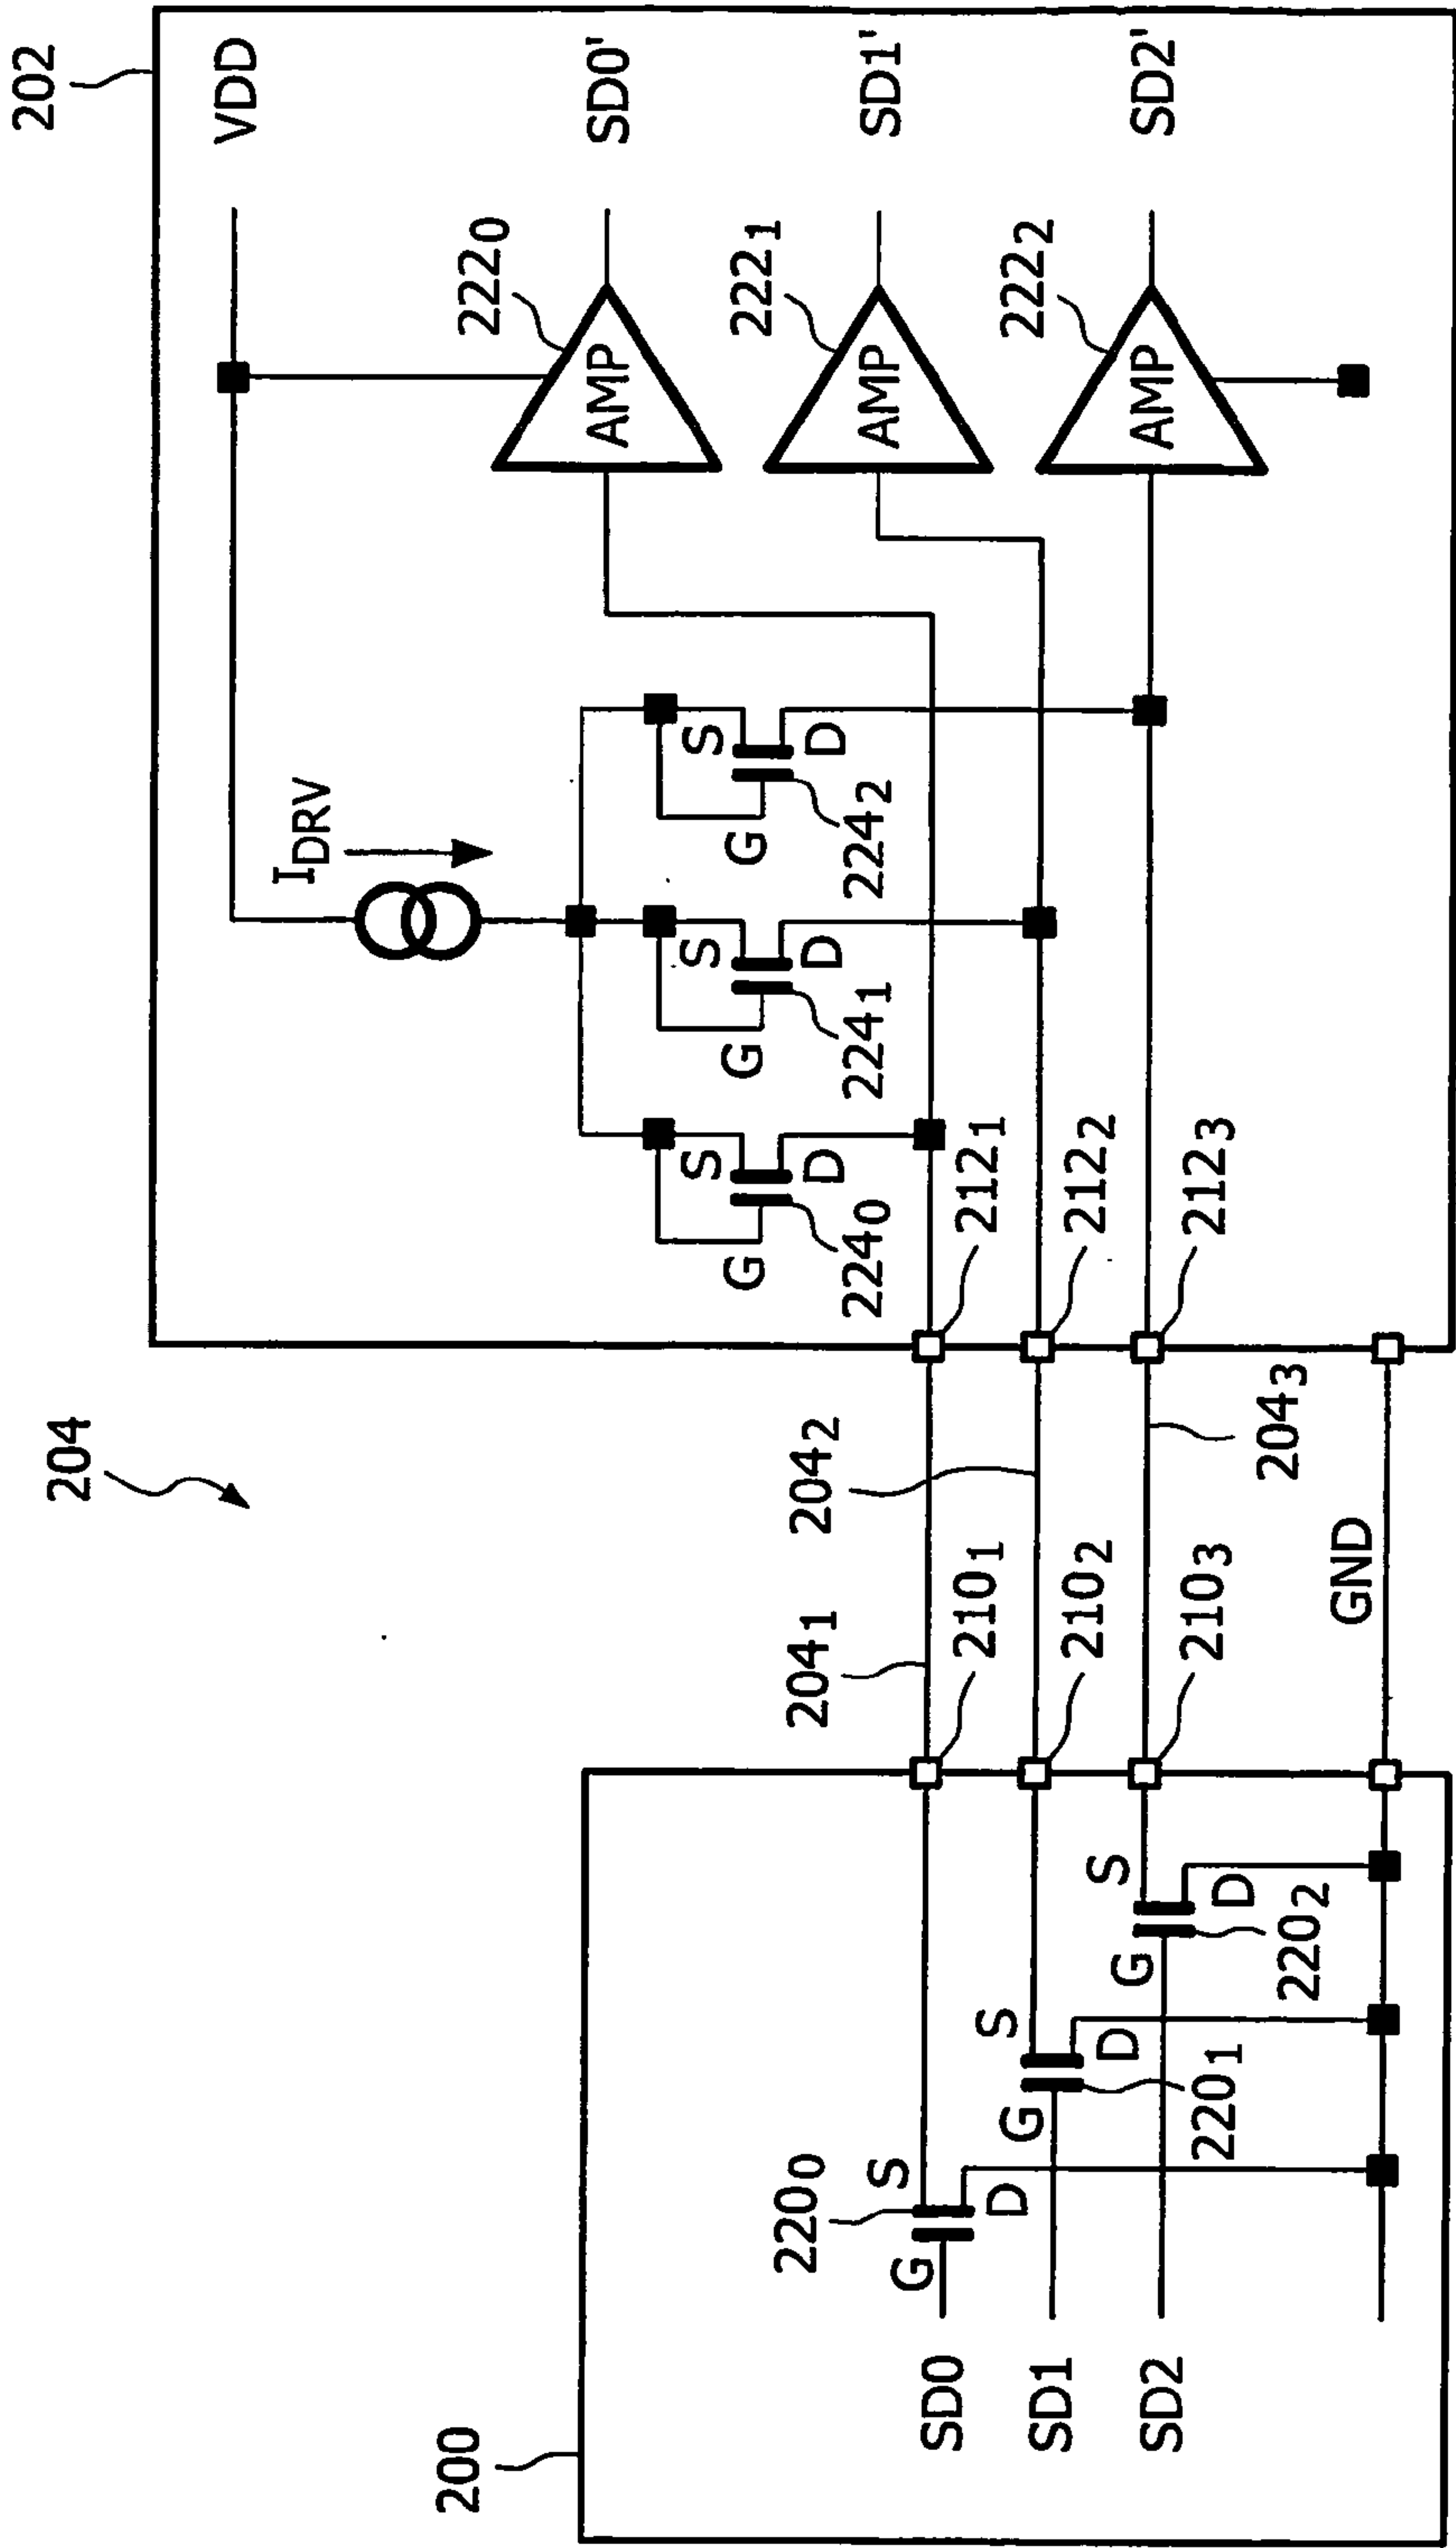 202
VDD
SD0'
SD1'
SD2'
222₀
222₁
222₂
AMP
AMP
AMP
I_DRV
S
D
G
224₂
S
D
G
224₁
S
D
G
224₀
212₁
212₂
212₃
204
204₁
204₂
204₃
GND
210₁
210₂
210₃
200
220₀
G
S
D
220₁
G
S
D
220₂
G
S
D
SD0
SD1
SD2